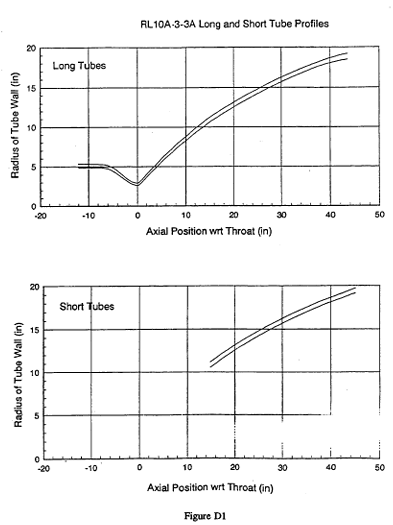 RL10A-3-3A Long and Short Tube Profiles
20
15
10
5
0
Radius of Tube Wall (in)
Long Tubes
-20 -10 0 10 20 30 40 50
Axial Position wrt Throat (in)
20
15
10
5
0
Radius of Tube Wall (in)
Short Tubes
-20 -10 0 10 20 30 40 50
Axial Position wrt Throat (in)
Figure D1